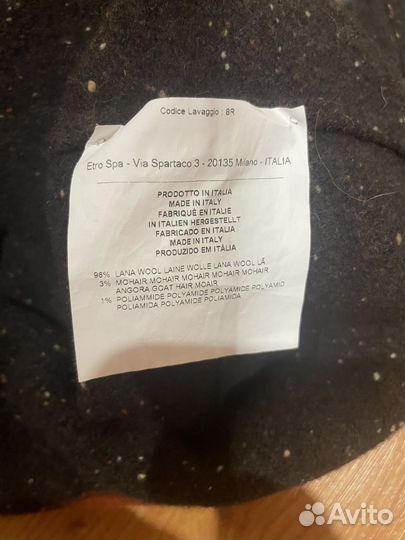 Codice Lavaggio : 8R
Etro Spa - Via Spartaco 3 - 20135 Milano - ITALIA
PRODOTTO IN ITALIA
MADE IN ITALY
FABRIQUÉ EN ITALIE
IN ITALIEN HERGESTELLT
FABRICADO EN ITALIA
MADE IN ITALY
PRODUZIDO EM ITÀLIA
96% LANA WOOL LAINE WOLLE LANA WOOL LÃ
3% MOHAIR MOHAIR MOHAIR MOHAIR MOHAIR
ANGORA GOAT HAIR MOAIR
1% POLIAMMIDE POLYAMIDE POLYAMIDE POLYAMID
POLIAMIDA POLYAMIDE POLIAMIDA
Avito